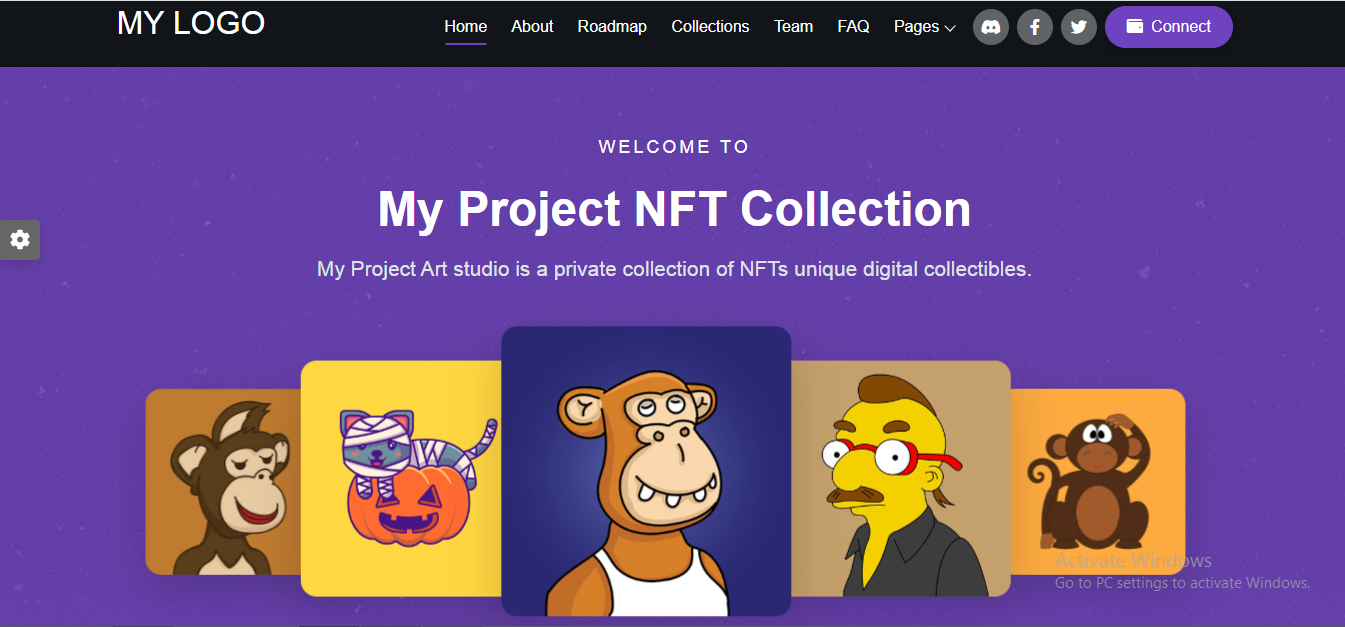 MY LOGO
Home About Roadmap Collections Team FAQ Pages Connect
WELCOME TO
My Project NFT Collection
My Project Art studio is a private collection of NFTs unique digital collectibles.
Activate Windows
Go to PC settings to activate Windows.